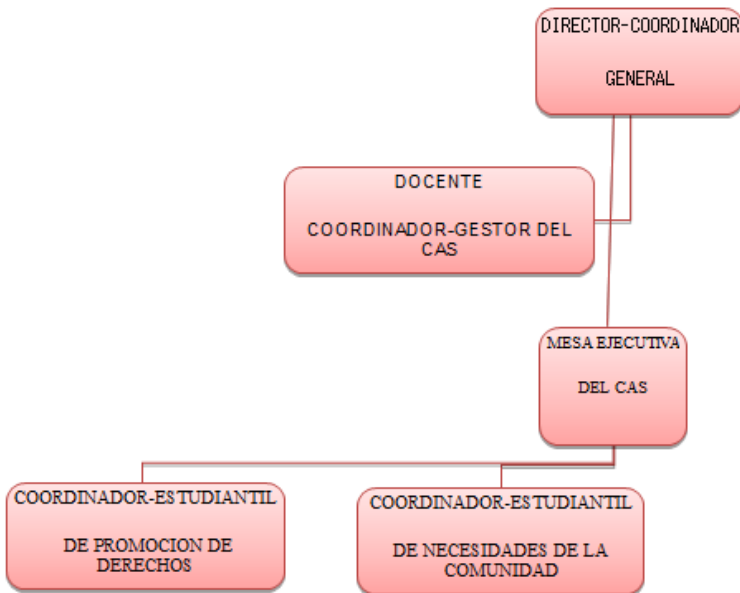 DIRECTOR-COORDINADOR
GENERAL
DOCENTE
COORDINADOR-GESTOR DEL
CAS
MESA EJECUTIVA
DEL CAS
COORDINADOR-ESTUDIANTIL
DE PROMOCION DE
DERECHOS
COORDINADOR-ESTUDIANTIL
DE NECESIDADES DE LA
COMUNIDAD